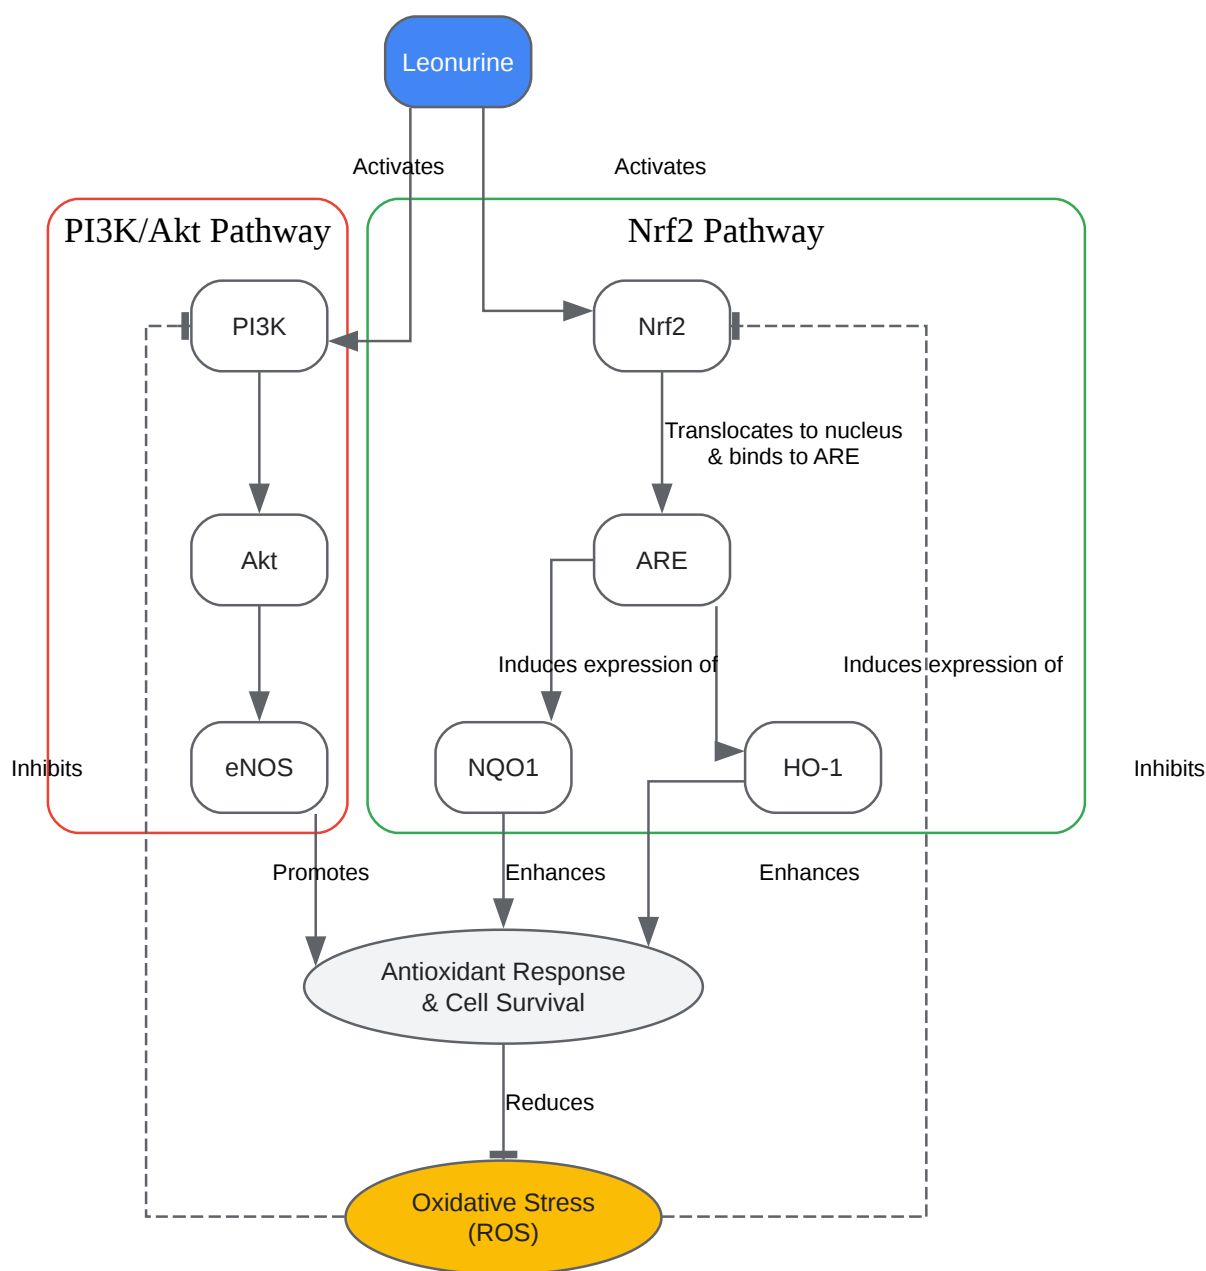 Leonurine
Activates
Activates
PI3K/Akt Pathway
Nrf2 Pathway
PI3K
Nrf2
Translocates to nucleus
& binds to ARE
Akt
ARE
Induces expression of
Induces expression of
Inhibits
eNOS
NQO1
HO-1
Inhibits
Promotes
Enhances
Enhances
Antioxidant Response
& Cell Survival
Reduces
Oxidative Stress
(ROS)